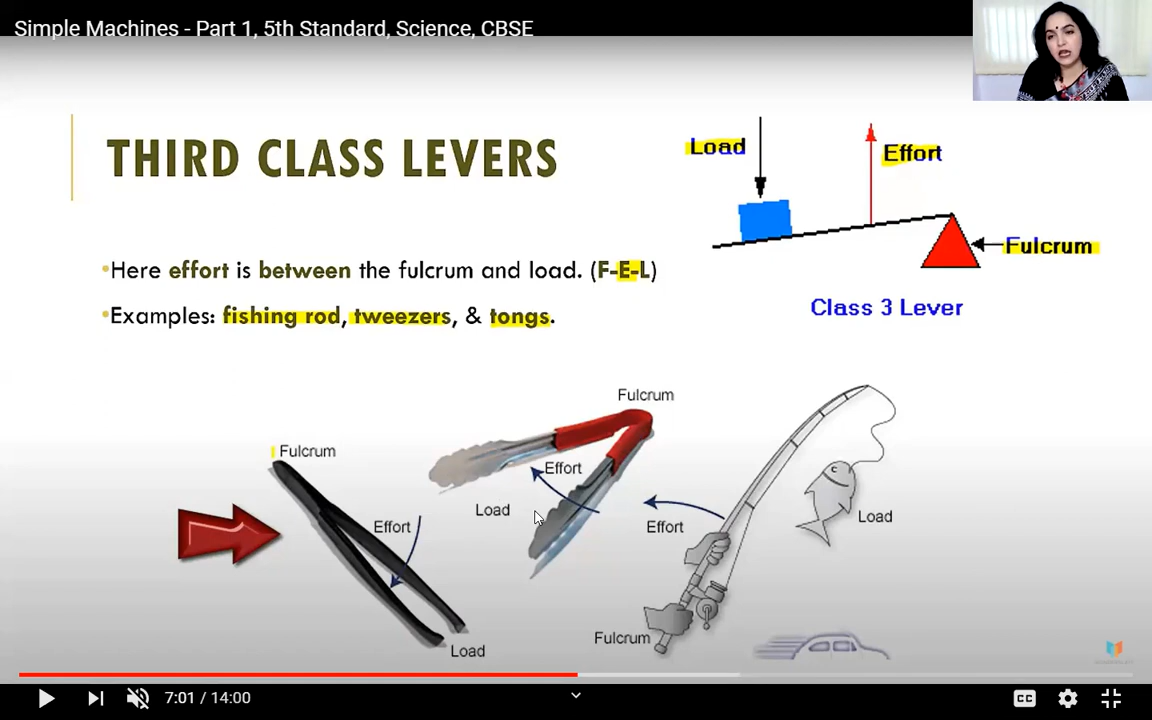 Simple Machines - Part 1, 5th Standard, Science, CBSE
THIRD CLASS LEVERS
Load
Effort
Fulcrum
Class 3 Lever
•Here effort is between the fulcrum and load. (F-E-L)
•Examples: fishing rod, tweezers, & tongs.
Fulcrum
Effort
Load
Fulcrum
Effort
Load
Effort
Load
Fulcrum
7:01 / 14:00
CC